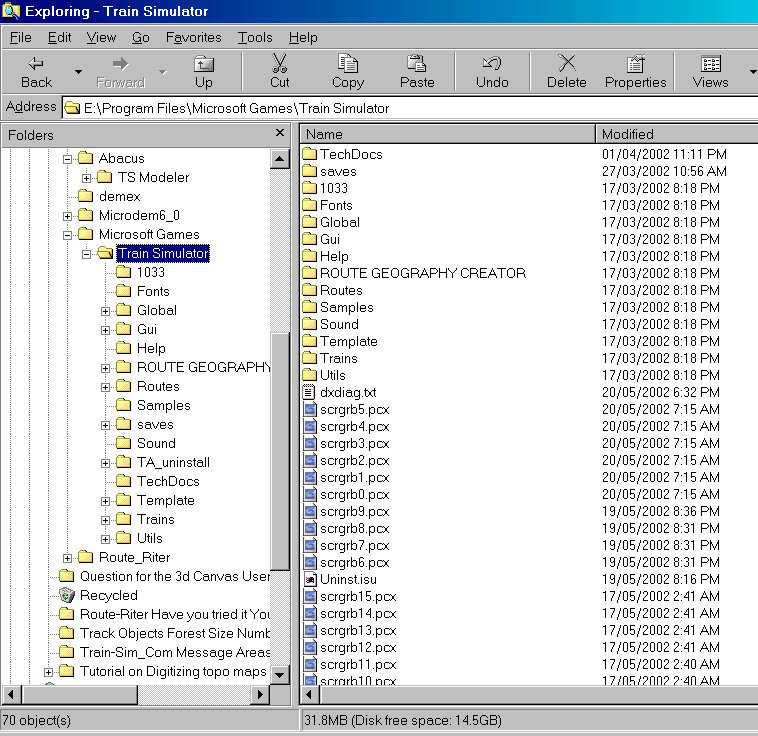 Exploring - Train Simulator
File Edit View Go Favorites Tools Help
Back Forward Up Cut Copy Paste Undo Delete Properties Views
Address E:\Program Files\Microsoft Games\Train Simulator
Folders
Abacus
TS Modeler
demex
Microdem6_0
Microsoft Games
Train Simulator
1033
Fonts
Global
Gui
Help
ROUTE GEOGRAPHY
Routes
Samples
saves
Sound
TA_uninstall
TechDocs
Template
Trains
Utils
Route_Riter
Question for the 3d Canvas User
Recycled
Route-Riter Have you tried it You
Track Objects Forest Size Numb
Train-Sim_Com Message Areas
Tutorial on Digitizing topo maps
Name Modified
TechDocs 01/04/2002 11:11 PM
saves 27/03/2002 10:56 AM
1033 17/03/2002 8:18 PM
Fonts 17/03/2002 8:18 PM
Global 17/03/2002 8:18 PM
Gui 17/03/2002 8:18 PM
Help 17/03/2002 8:18 PM
ROUTE GEOGRAPHY CREATOR 17/03/2002 8:18 PM
Routes 17/03/2002 8:18 PM
Samples 17/03/2002 8:18 PM
Sound 17/03/2002 8:18 PM
Template 17/03/2002 8:18 PM
Trains 17/03/2002 8:18 PM
Utils 17/03/2002 8:18 PM
dxdiag.txt 20/05/2002 6:32 PM
scrgrb5.pcx 20/05/2002 7:15 AM
scrgrb4.pcx 20/05/2002 7:15 AM
scrgrb3.pcx 20/05/2002 7:15 AM
scrgrb2.pcx 20/05/2002 7:15 AM
scrgrb1.pcx 20/05/2002 7:15 AM
scrgrb0.pcx 20/05/2002 7:15 AM
scrgrb9.pcx 19/05/2002 8:36 PM
scrgrb8.pcx 19/05/2002 8:31 PM
scrgrb7.pcx 19/05/2002 8:31 PM
scrgrb6.pcx 19/05/2002 8:31 PM
Uninst.isu 19/05/2002 8:16 PM
scrgrb15.pcx 17/05/2002 2:41 AM
scrgrb14.pcx 17/05/2002 2:41 AM
scrgrb13.pcx 17/05/2002 2:41 AM
scrgrb12.pcx 17/05/2002 2:41 AM
scrgrb11.pcx 17/05/2002 2:40 AM
scrgrb10.pcx 17/05/2002 2:40 AM
70 object(s) 31.8MB (Disk free space: 14.5GB)